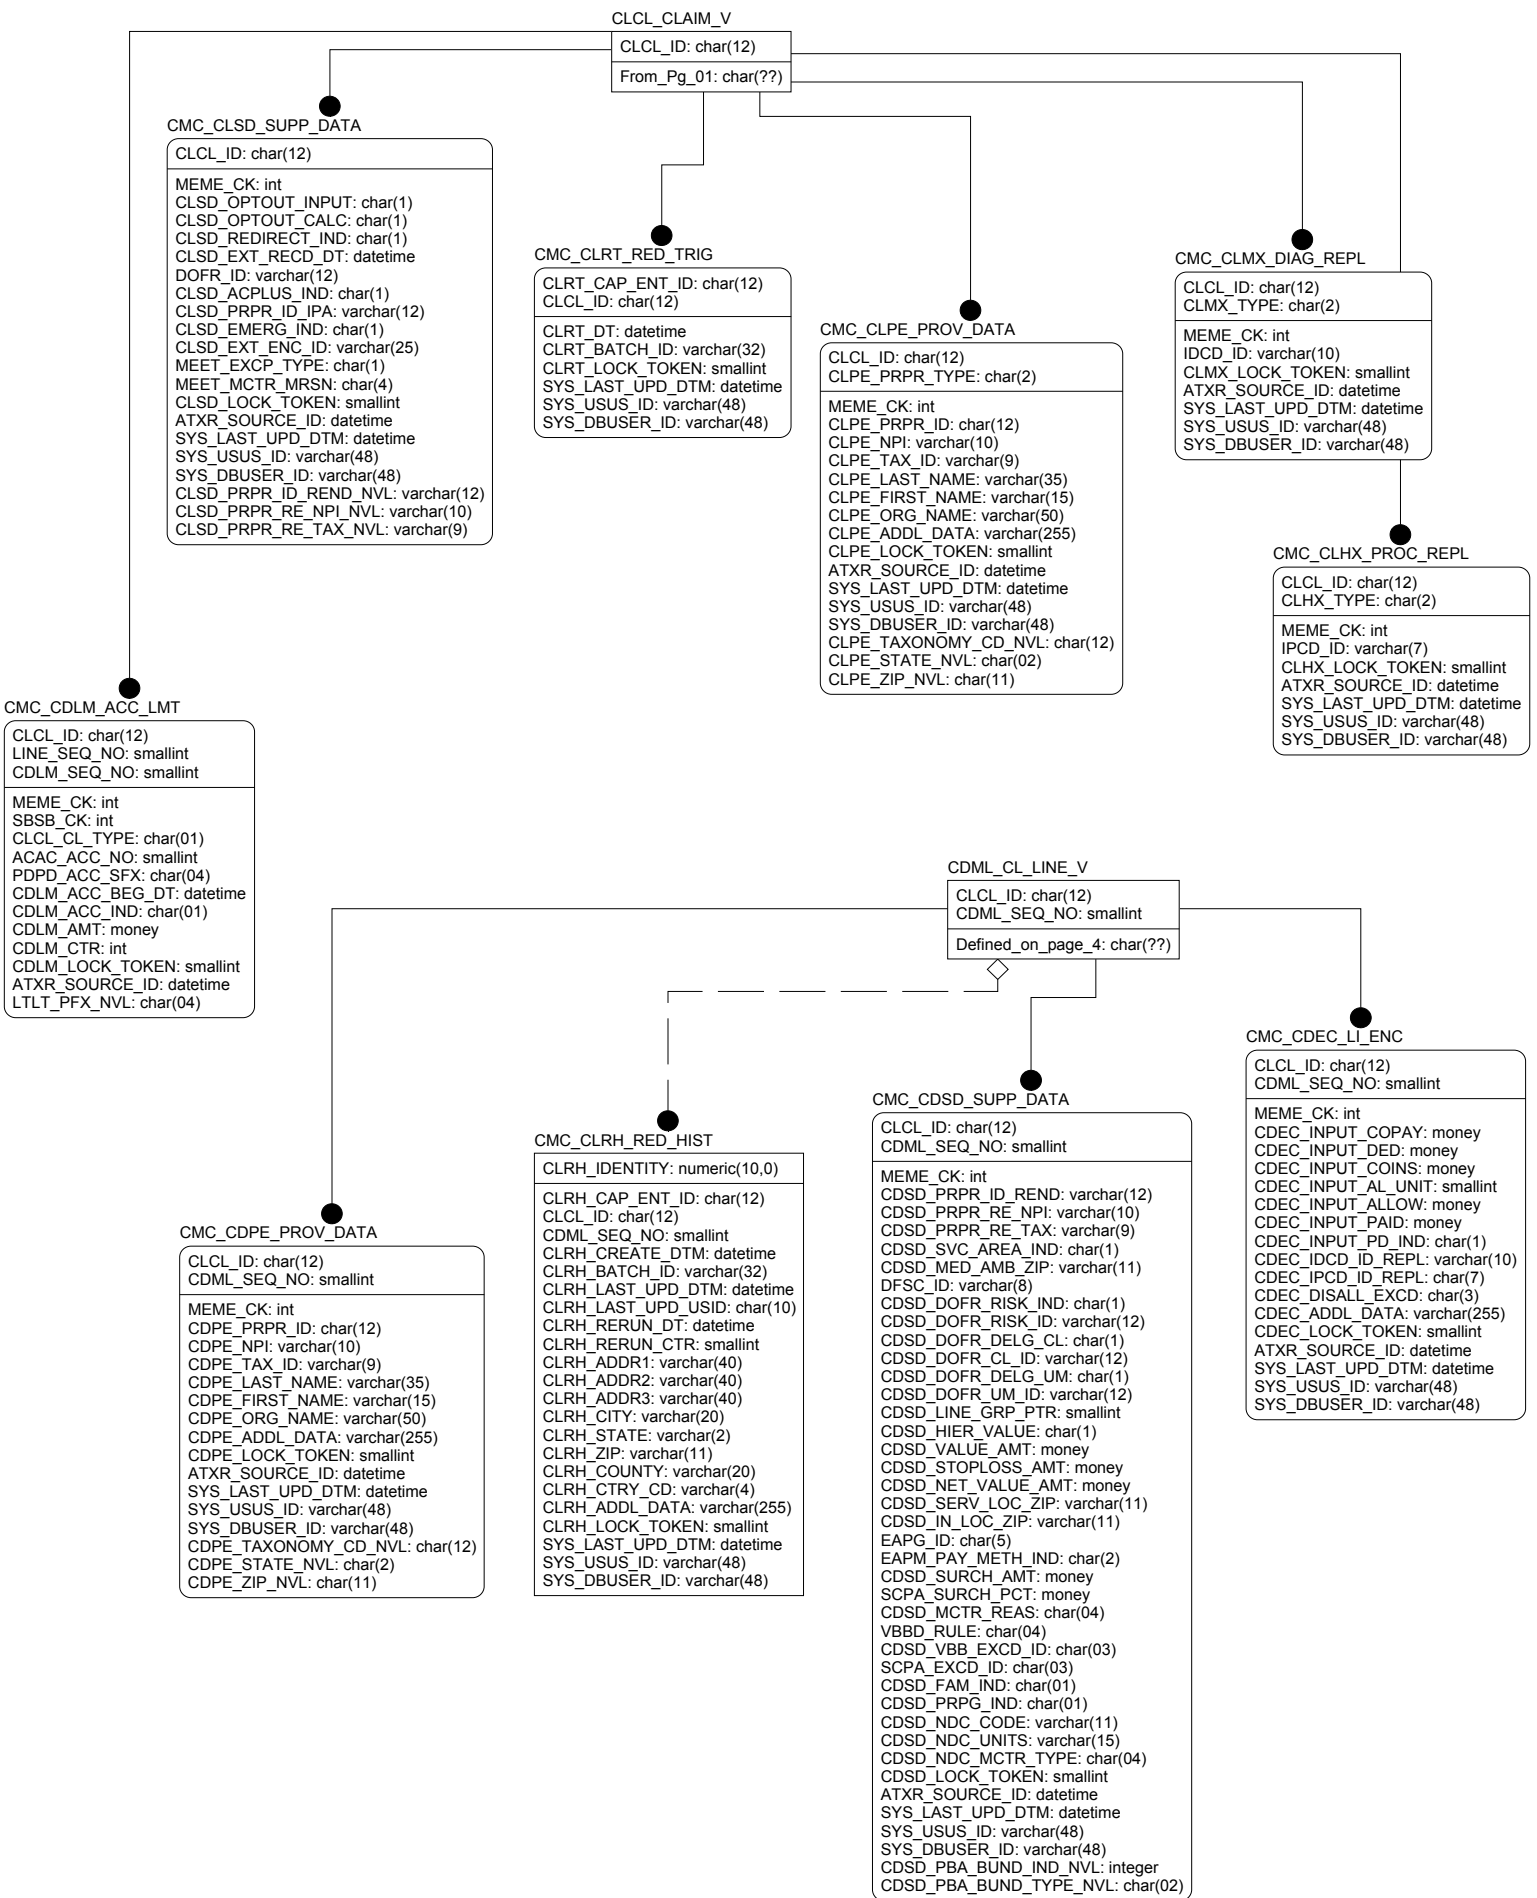 CLCL_CLAIM_V
CLCL_ID: char(12)
From_Pg_01: char(??)
CMC_CLSD_SUPP_DATA
CLCL_ID: char(12)
MEME_CK: int
CLSD_OPTOUT_INPUT: char(1)
CLSD_OPTOUT_CALC: char(1)
CLSD_REDIRECT_IND: char(1)
CLSD_EXT_RECD_DT: datetime
DOFR_ID: varchar(12)
CLSD_ACPLUS_IND: char(1)
CLSD_PRPR_ID_IPA: varchar(12)
CLSD_EMERG_IND: char(1)
CLSD_EXT_ENC_ID: varchar(25)
MEET_EXCP_TYPE: char(1)
MEET_MCTR_MRSN: char(4)
CLSD_LOCK_TOKEN: smallint
ATXR_SOURCE_ID: datetime
SYS_LAST_UPD_DTM: datetime
SYS_USUS_ID: varchar(48)
SYS_DBUSER_ID: varchar(48)
CLSD_PRPR_ID_REND_NVL: varchar(12)
CLSD_PRPR_RE_NPI_NVL: varchar(10)
CLSD_PRPR_RE_TAX_NVL: varchar(9)
CMC_CLRT_RED_TRIG
CLRT_CAP_ENT_ID: char(12)
CLCL_ID: char(12)
CLRT_DT: datetime
CLRT_BATCH_ID: varchar(32)
CLRT_LOCK_TOKEN: smallint
SYS_LAST_UPD_DTM: datetime
SYS_USUS_ID: varchar(48)
SYS_DBUSER_ID: varchar(48)
CMC_CLPE_PROV_DATA
CLCL_ID: char(12)
CLPE_PRPR_TYPE: char(2)
MEME_CK: int
CLPE_PRPR_ID: char(12)
CLPE_NPI: varchar(10)
CLPE_TAX_ID: varchar(9)
CLPE_LAST_NAME: varchar(35)
CLPE_FIRST_NAME: varchar(15)
CLPE_ORG_NAME: varchar(50)
CLPE_ADDL_DATA: varchar(255)
CLPE_LOCK_TOKEN: smallint
ATXR_SOURCE_ID: datetime
SYS_LAST_UPD_DTM: datetime
SYS_USUS_ID: varchar(48)
SYS_DBUSER_ID: varchar(48)
CLPE_TAXONOMY_CD_NVL: char(12)
CLPE_STATE_NVL: char(02)
CLPE_ZIP_NVL: char(11)
CMC_CLMX_DIAG_REPL
CLCL_ID: char(12)
CLMX_TYPE: char(2)
MEME_CK: int
IDCD_ID: varchar(10)
CLMX_LOCK_TOKEN: smallint
ATXR_SOURCE_ID: datetime
SYS_LAST_UPD_DTM: datetime
SYS_USUS_ID: varchar(48)
SYS_DBUSER_ID: varchar(48)
CMC_CLHX_PROC_REPL
CLCL_ID: char(12)
CLHX_TYPE: char(2)
MEME_CK: int
IPCD_ID: varchar(7)
CLHX_LOCK_TOKEN: smallint
ATXR_SOURCE_ID: datetime
SYS_LAST_UPD_DTM: datetime
SYS_USUS_ID: varchar(48)
SYS_DBUSER_ID: varchar(48)
CMC_CDLM_ACC_LMT
CLCL_ID: char(12)
LINE_SEQ_NO: smallint
CDLM_SEQ_NO: smallint
MEME_CK: int
SBSB_CK: int
CLCL_CL_TYPE: char(01)
ACAC_ACC_NO: smallint
PDPD_ACC_SFX: char(04)
CDLM_ACC_BEG_DT: datetime
CDLM_ACC_IND: char(01)
CDLM_AMT: money
CDLM_CTR: int
CDLM_LOCK_TOKEN: smallint
ATXR_SOURCE_ID: datetime
LTLT_PFX_NVL: char(04)
CDML_CL_LINE_V
CLCL_ID: char(12)
CDML_SEQ_NO: smallint
Defined_on_page_4: char(??)
CMC_CDPE_PROV_DATA
CLCL_ID: char(12)
CDML_SEQ_NO: smallint
MEME_CK: int
CDPE_PRPR_ID: char(12)
CDPE_NPI: varchar(10)
CDPE_TAX_ID: varchar(9)
CDPE_LAST_NAME: varchar(35)
CDPE_FIRST_NAME: varchar(15)
CDPE_ORG_NAME: varchar(50)
CDPE_ADDL_DATA: varchar(255)
CDPE_LOCK_TOKEN: smallint
ATXR_SOURCE_ID: datetime
SYS_LAST_UPD_DTM: datetime
SYS_USUS_ID: varchar(48)
SYS_DBUSER_ID: varchar(48)
CDPE_TAXONOMY_CD_NVL: char(12)
CDPE_STATE_NVL: char(2)
CDPE_ZIP_NVL: char(11)
CMC_CLRH_RED_HIST
CLRH_IDENTITY: numeric(10,0)
CLRH_CAP_ENT_ID: char(12)
CLCL_ID: char(12)
CDML_SEQ_NO: smallint
CLRH_CREATE_DTM: datetime
CLRH_BATCH_ID: varchar(32)
CLRH_LAST_UPD_DTM: datetime
CLRH_LAST_UPD_USID: char(10)
CLRH_RERUN_DT: datetime
CLRH_RERUN_CTR: smallint
CLRH_ADDR1: varchar(40)
CLRH_ADDR2: varchar(40)
CLRH_ADDR3: varchar(40)
CLRH_CITY: varchar(20)
CLRH_STATE: varchar(2)
CLRH_ZIP: varchar(11)
CLRH_COUNTY: varchar(20)
CLRH_CTRY_CD: varchar(4)
CLRH_ADDL_DATA: varchar(255)
CLRH_LOCK_TOKEN: smallint
SYS_LAST_UPD_DTM: datetime
SYS_USUS_ID: varchar(48)
SYS_DBUSER_ID: varchar(48)
CMC_CDSD_SUPP_DATA
CLCL_ID: char(12)
CDML_SEQ_NO: smallint
MEME_CK: int
CDSD_PRPR_ID_REND: varchar(12)
CDSD_PRPR_RE_NPI: varchar(10)
CDSD_PRPR_RE_TAX: varchar(9)
CDSD_SVC_AREA_IND: char(1)
CDSD_MED_AMB_ZIP: varchar(11)
DFSC_ID: varchar(8)
CDSD_DOFR_RISK_IND: char(1)
CDSD_DOFR_RISK_ID: varchar(12)
CDSD_DOFR_DELG_CL: char(1)
CDSD_DOFR_CL_ID: varchar(12)
CDSD_DOFR_DELG_UM: char(1)
CDSD_DOFR_UM_ID: varchar(12)
CDSD_LINE_GRP_PTR: smallint
CDSD_HIER_VALUE: char(1)
CDSD_VALUE_AMT: money
CDSD_STOPLOSS_AMT: money
CDSD_NET_VALUE_AMT: money
CDSD_SERV_LOC_ZIP: varchar(11)
CDSD_IN_LOC_ZIP: varchar(11)
EAPG_ID: char(5)
EAPM_PAY_METH_IND: char(2)
CDSD_SURCH_AMT: money
SCPA_SURCH_PCT: money
CDSD_MCTR_REAS: char(04)
VBBD_RULE: char(04)
CDSD_VBB_EXCD_ID: char(03)
SCPA_EXCD_ID: char(03)
CDSD_FAM_IND: char(01)
CDSD_PRPG_IND: char(01)
CDSD_NDC_CODE: varchar(11)
CDSD_NDC_UNITS: varchar(15)
CDSD_NDC_MCTR_TYPE: char(04)
CDSD_LOCK_TOKEN: smallint
ATXR_SOURCE_ID: datetime
SYS_LAST_UPD_DTM: datetime
SYS_USUS_ID: varchar(48)
SYS_DBUSER_ID: varchar(48)
CDSD_PBA_BUND_IND_NVL: integer
CDSD_PBA_BUND_TYPE_NVL: char(02)
CMC_CDEC_LI_ENC
CLCL_ID: char(12)
CDML_SEQ_NO: smallint
MEME_CK: int
CDEC_INPUT_COPAY: money
CDEC_INPUT_DED: money
CDEC_INPUT_COINS: money
CDEC_INPUT_AL_UNIT: smallint
CDEC_INPUT_ALLOW: money
CDEC_INPUT_PAID: money
CDEC_INPUT_PD_IND: char(1)
CDEC_IDCD_ID_REPL: varchar(10)
CDEC_IPCD_ID_REPL: char(7)
CDEC_DISALL_EXCD: char(3)
CDEC_ADDL_DATA: varchar(255)
CDEC_LOCK_TOKEN: smallint
ATXR_SOURCE_ID: datetime
SYS_LAST_UPD_DTM: datetime
SYS_USUS_ID: varchar(48)
SYS_DBUSER_ID: varchar(48)